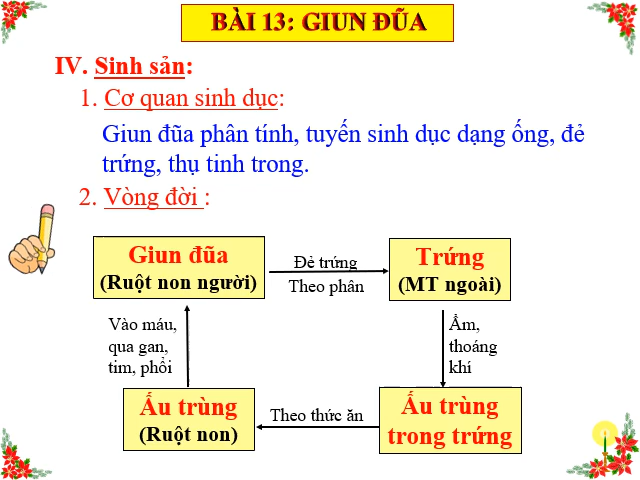 BÀI 13: GIUN ĐŨA
IV. Sinh sản:
1. Cơ quan sinh dục:
Giun đũa phân tính, tuyến sinh dục dạng ống, đẻ
trứng, thụ tinh trong.
2. Vòng đời :
Giun đũa
(Ruột non người)
Đẻ trứng
Theo phân
Trứng
(MT ngoài)
Vào máu,
qua gan,
tim, phổi
Ẩm,
thoáng
khí
Ấu trùng
(Ruột non)
Theo thức ăn
Ấu trùng
trong trứng